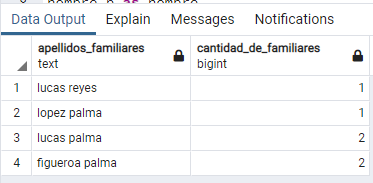 Data Output Explain Messages Notifications
apellidos_familiares cantidad_de_familiares
text bigint
1 lucas reyes 1
2 lopez palma 1
3 lucas palma 2
4 figueroa palma 2